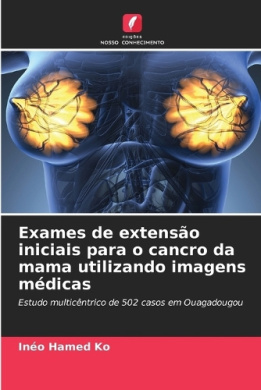 edições
NOSSO CONHECIMENTO
Exames de extensão
iniciais para o cancro da
mama utilizando imagens
médicas
Estudo multicêntrico de 502 casos em Ouagadougou
Inéo Hamed Ko